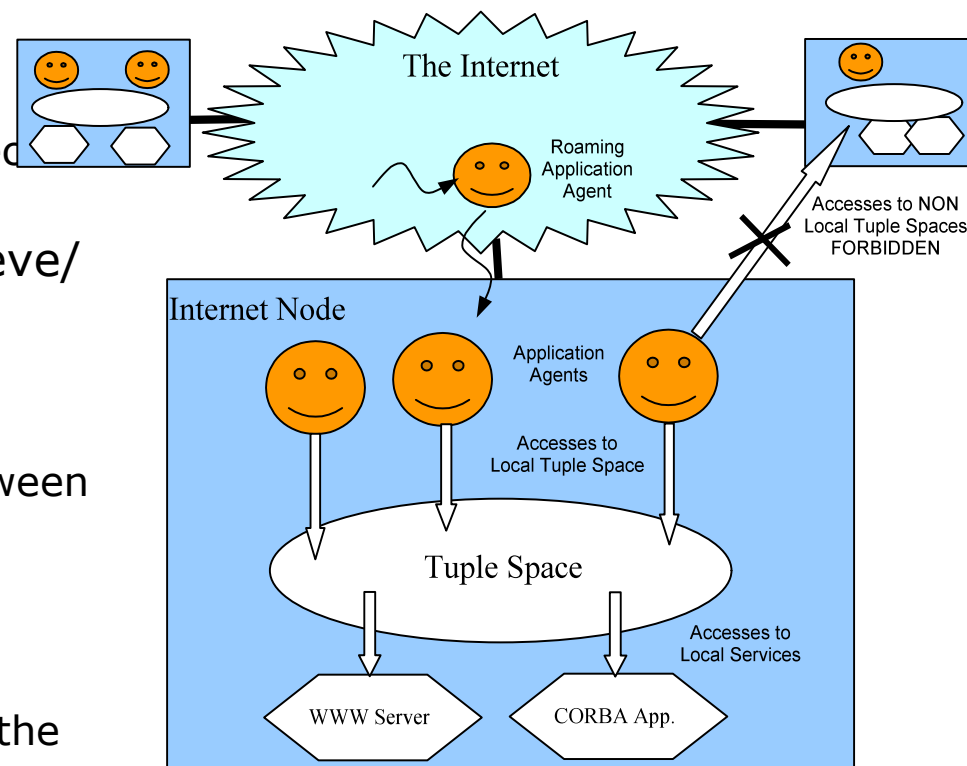 The Internet
Roaming
Application
Agent
Accesses to NON
Local Tuple Spaces
FORBIDDEN
eve/
Internet Node
Application
Agents
Accesses to
Local Tuple Space
ween
Tuple Space
Accesses to
Local Services
WWW Server
CORBA App.
the